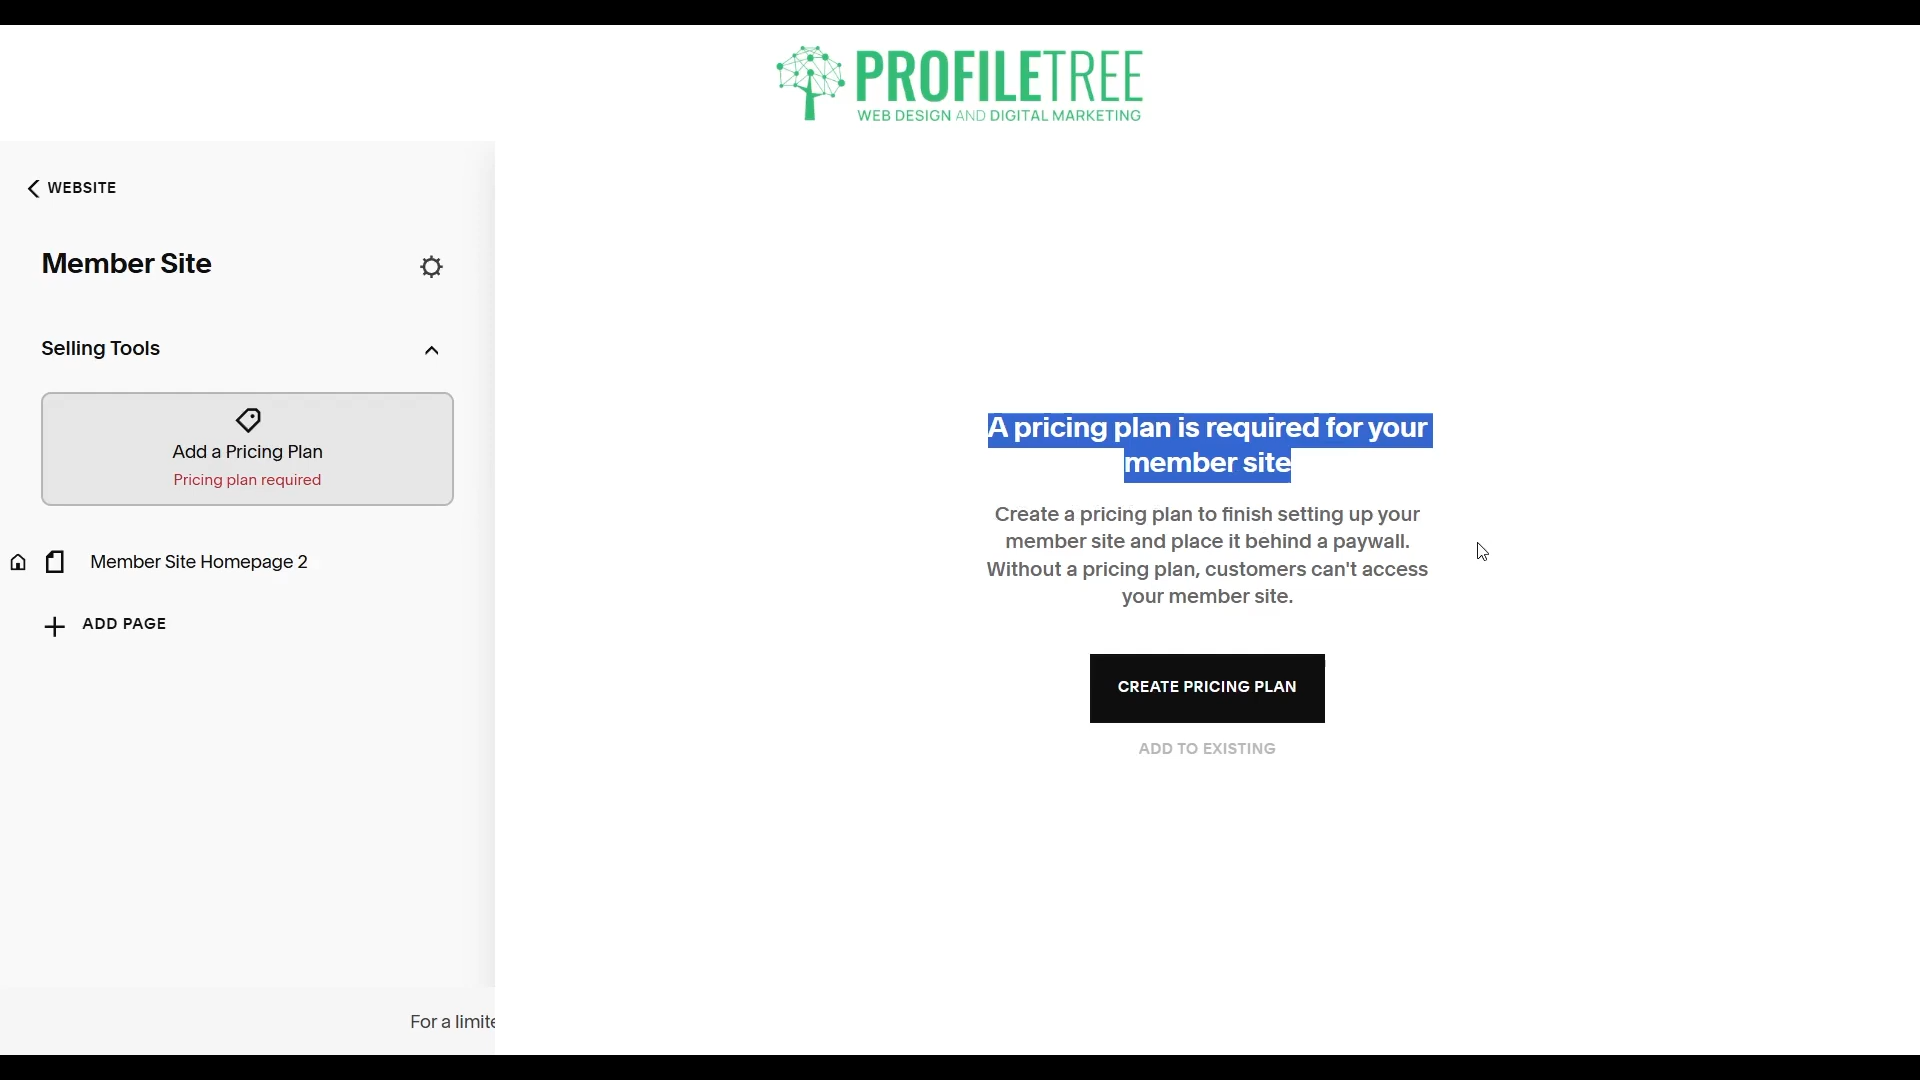 PROFILETREE
WEB DESIGN AND DIGITAL MARKETING
WEBSITE
Member Site
Selling Tools
Add a Pricing Plan
Pricing plan required
Member Site Homepage 2
ADD PAGE
For a limite
A pricing plan is required for your
member site
Create a pricing plan to finish setting up your
member site and place it behind a paywall.
Without a pricing plan, customers can't access
your member site.
CREATE PRICING PLAN
ADD TO EXISTING